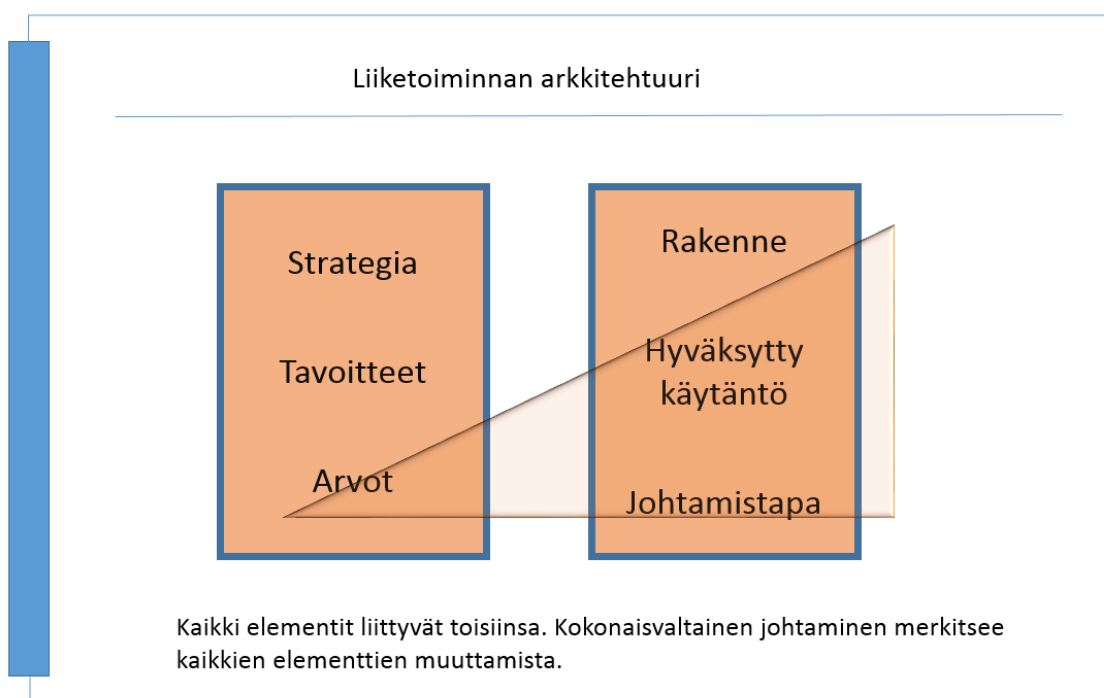 Liiketoiminnan arkkitehtuuri
Strategia
Tavoitteet
Arvot
Rakenne
Hyväksytty
käytäntö
Johtamistapa
Kaikki elementit liittyvät toisiinsa. Kokonaisvaltainen johtaminen merkitsee
kaikkien elementtien muuttamista.